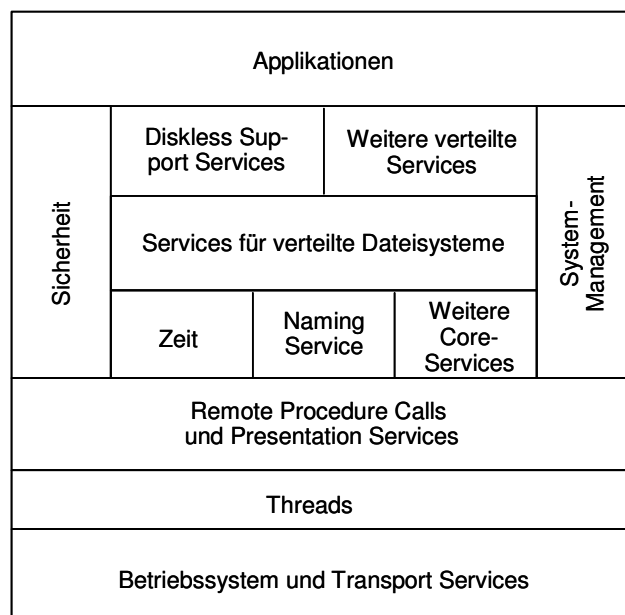 Applikationen
Diskless Sup-
port Services
Weitere verteilte
Services
Sicherheit
System-
Management
Services für verteilte Dateisysteme
Zeit
Naming
Service
Weitere
Core-
Services
Remote Procedure Calls
und Presentation Services
Threads
Betriebssystem und Transport Services